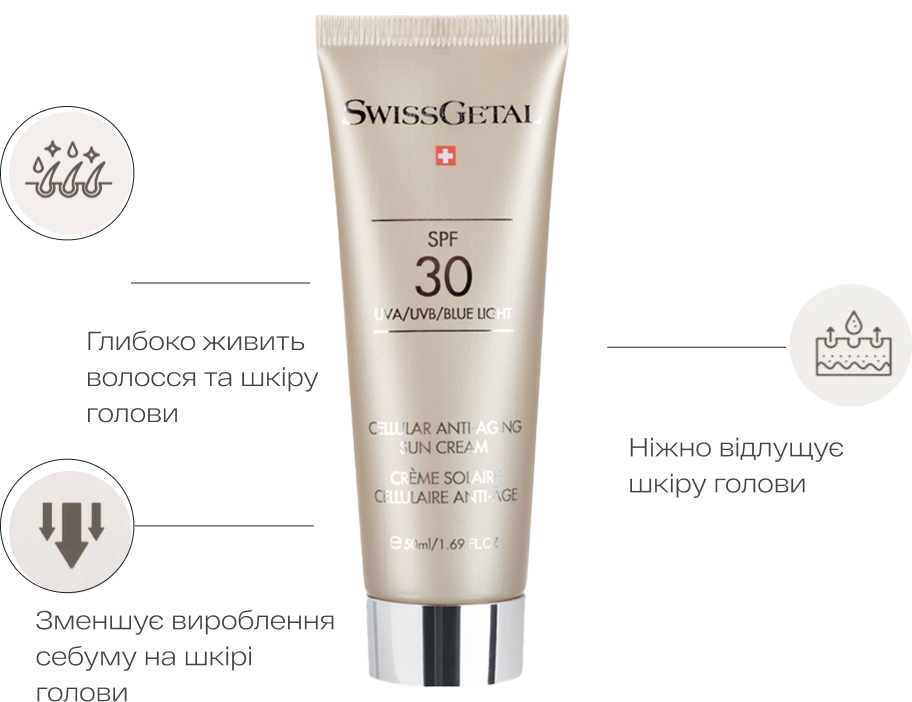 SWISSGETAL
SPF
30
UVA/UVB/BLUE LIGHT
CELLULAR ANTI-AGING
SUN CREAM
CRÈME SOLAIRE
CELLULAIRE ANTI-ÂGE
e50ml/1.69 FL.OZ
Глибоко живить
волосся та шкіру
голови
Ніжно відлущує
шкіру голови
Зменшує вироблення
себуму на шкірі
голови